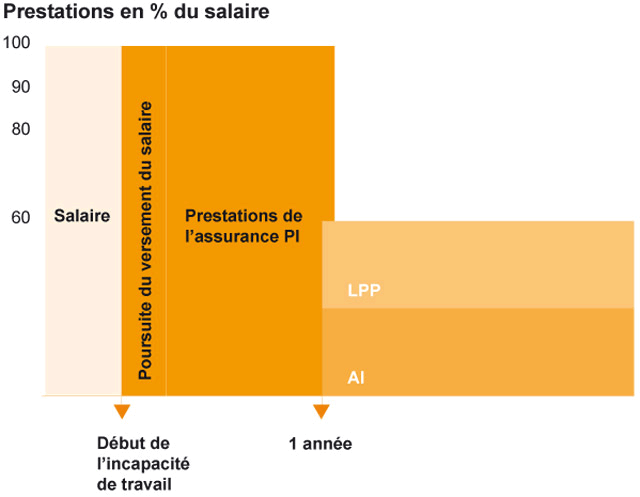 Prestations en % du salaire
100
90
80
60
Salaire
Poursuite du versement du salaire
Prestations de
l’assurance PI
LPP
AI
Début de
l’incapacité
de travail
1 année